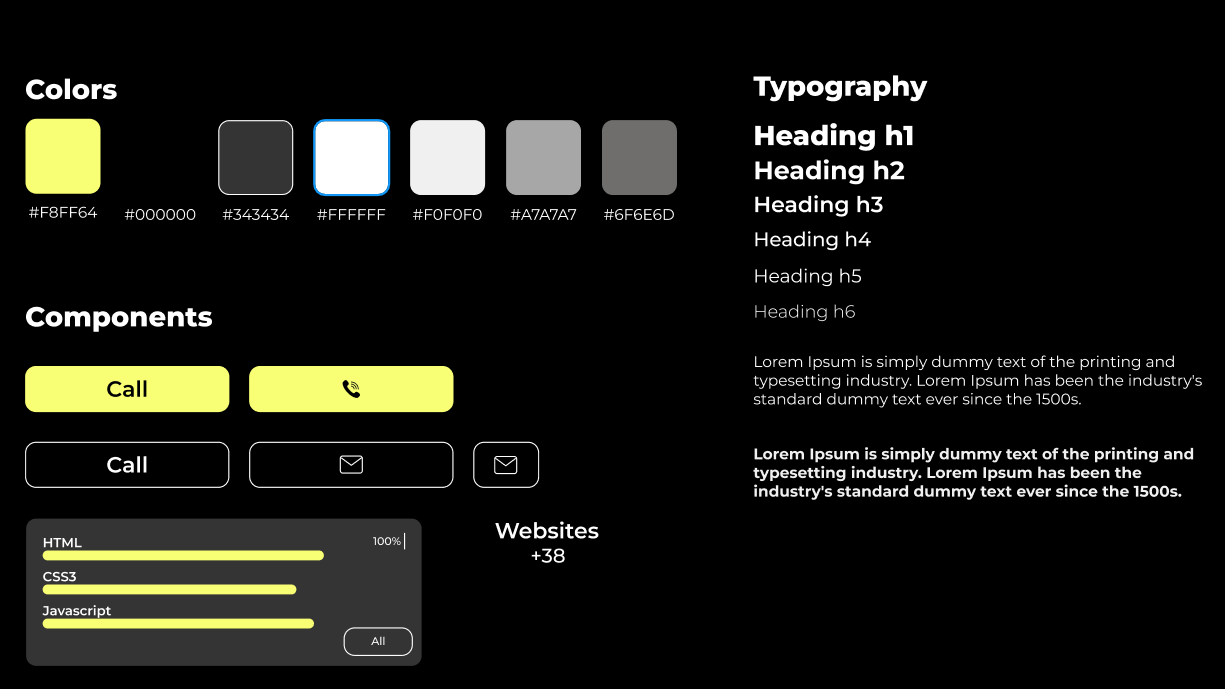 Colors
#F8FF64
#000000
#343434
#FFFFFF
#F0F0F0
#A7A7A7
#6F6E6D
Components
Call
Call
HTML
100%
CSS3
Javascript
All
Websites
+38
Typography
Heading h1
Heading h2
Heading h3
Heading h4
Heading h5
Heading h6
Lorem Ipsum is simply dummy text of the printing and
typesetting industry. Lorem Ipsum has been the industry's
standard dummy text ever since the 1500s.
Lorem Ipsum is simply dummy text of the printing and
typesetting industry. Lorem Ipsum has been the
industry's standard dummy text ever since the 1500s.